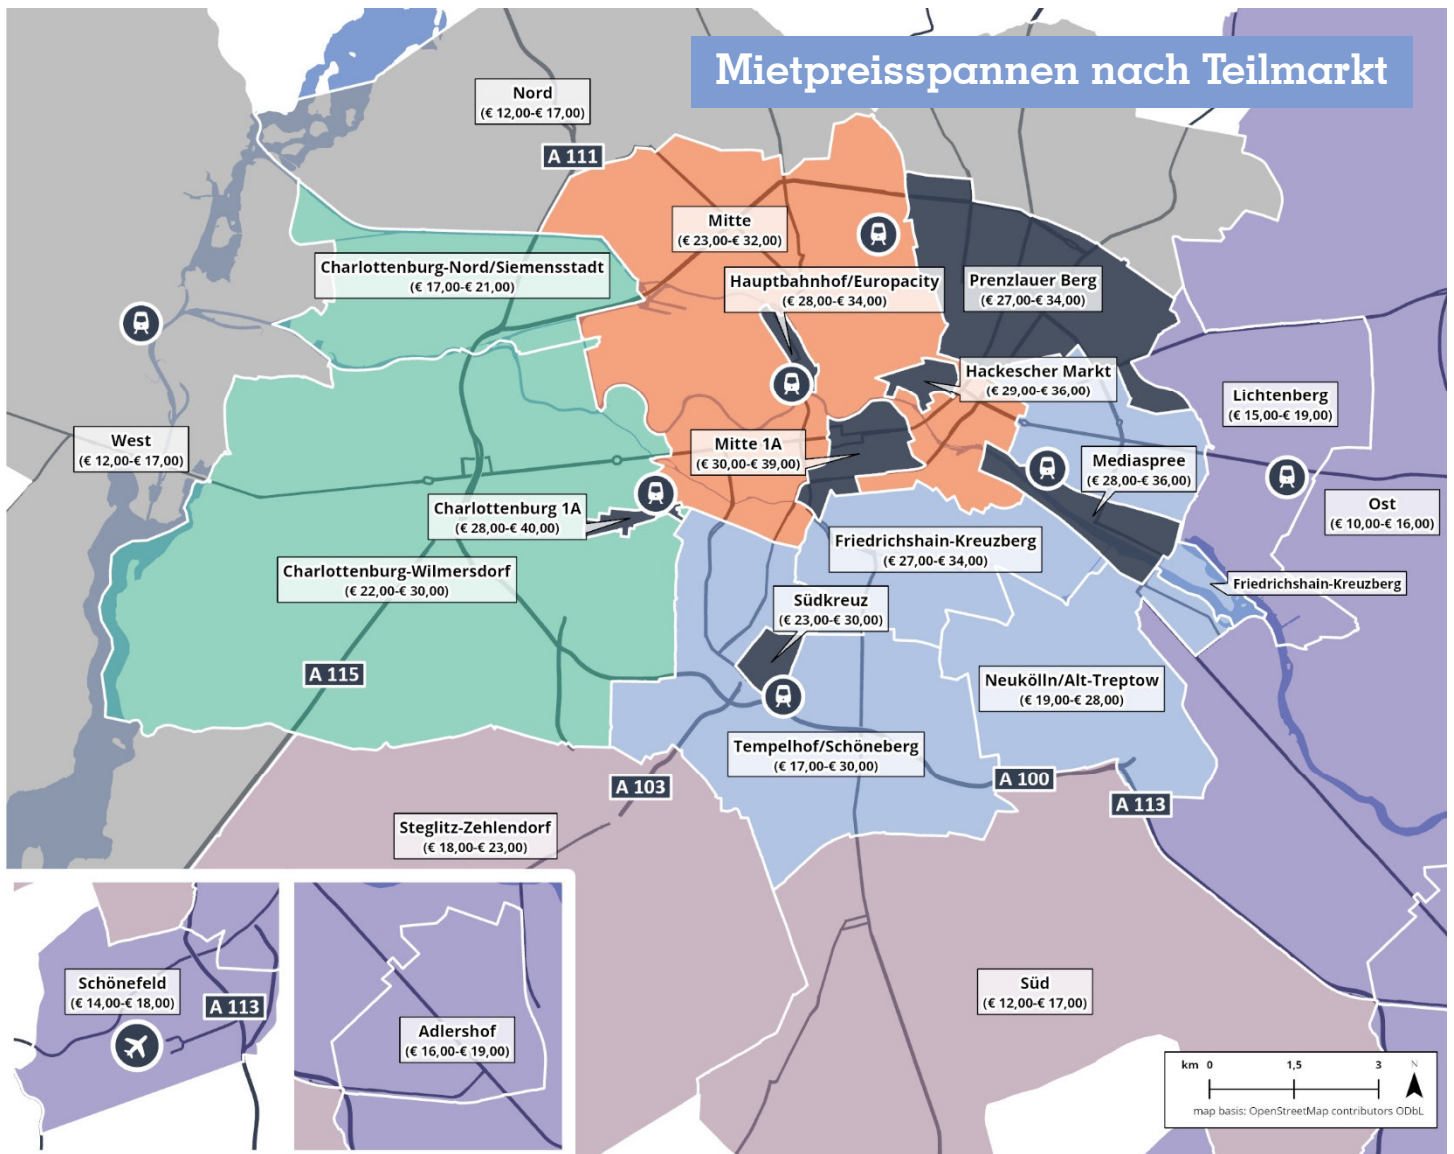 Mietpreisspannen nach Teilmarkt
Nord
(€ 12,00-€ 17,00)
A 111
Mitte
(€ 23,00-€ 32,00)
Charlottenburg-Nord/Siemensstadt
(€ 17,00-€ 21,00)
Hauptbahnhof/Europacity
(€ 28,00-€ 34,00)
Prenzlauer Berg
(€ 27,00-€ 34,00)
Hackescher Markt
(€ 29,00-€ 36,00)
Lichtenberg
(€ 15,00-€ 19,00)
West
(€ 12,00-€ 17,00)
Mitte 1A
(€ 30,00-€ 39,00)
Mediaspree
(€ 28,00-€ 36,00)
Charlottenburg 1A
(€ 28,00-€ 40,00)
Ost
(€ 10,00-€ 16,00)
Friedrichshain-Kreuzberg
(€ 27,00-€ 34,00)
Charlottenburg-Wilmersdorf
(€ 22,00-€ 30,00)
Friedrichshain-Kreuzberg
Südkreuz
(€ 23,00-€ 30,00)
A 115
Neukölln/Alt-Treptow
(€ 19,00-€ 28,00)
Tempelhof/Schöneberg
(€ 17,00-€ 30,00)
A 103
A 100
A 113
Steglitz-Zehlendorf
(€ 18,00-€ 23,00)
Schönefeld
(€ 14,00-€ 18,00)
A 113
Adlershof
(€ 16,00-€ 19,00)
Süd
(€ 12,00-€ 17,00)
km 0 1,5 3 N
map basis: OpenStreetMap contributors ODbL